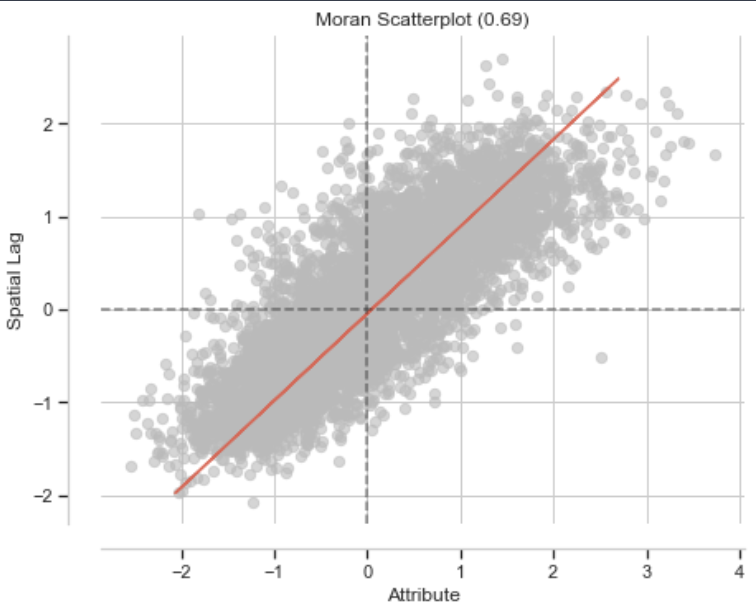 Moran Scatterplot (0.69)
Spatial Lag
2
1
0
−1
−2
−2 −1 0 1 2 3 4
Attribute